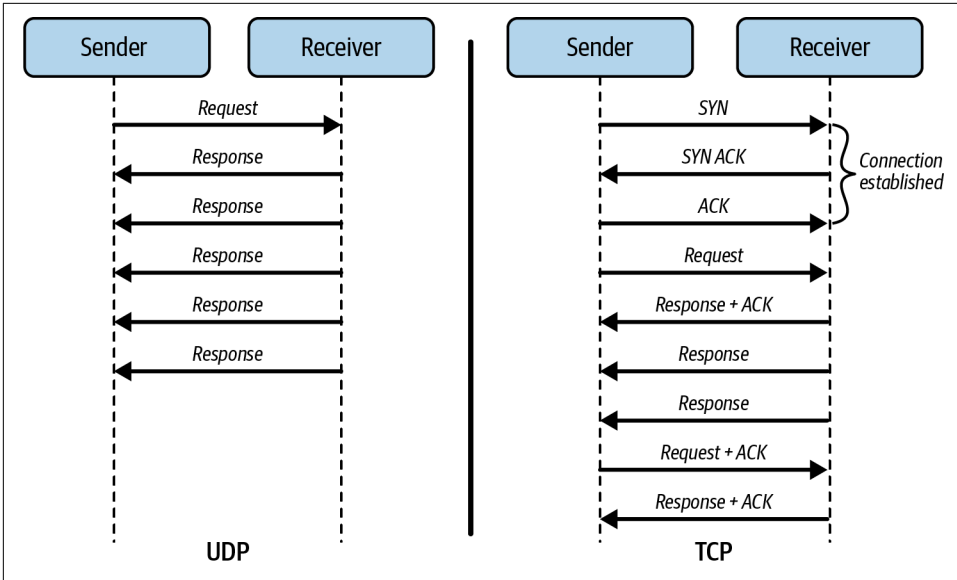 Sender
Receiver
Request
Response
Response
Response
Response
Response
UDP
Sender
Receiver
SYN
SYN ACK
ACK
Connection
established
Request
Response + ACK
Response
Response
Request + ACK
Response + ACK
TCP